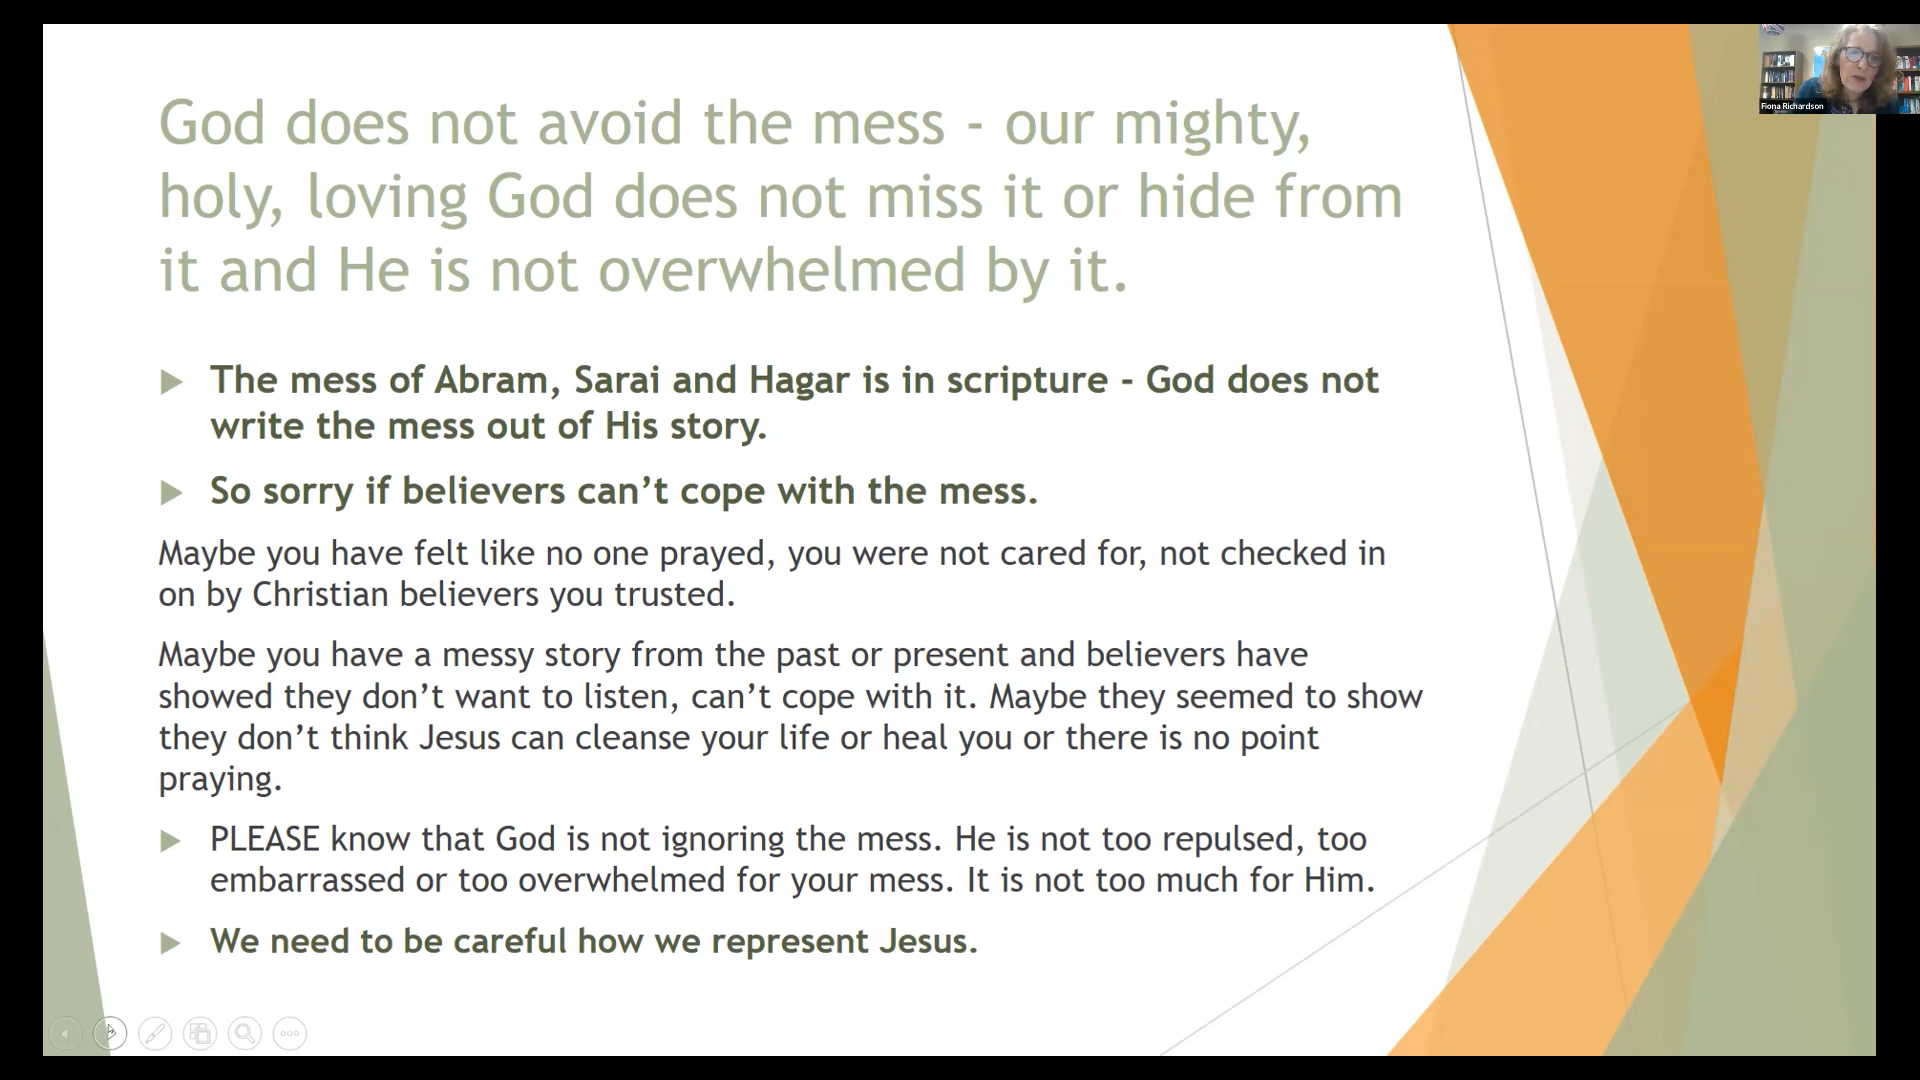 God does not avoid the mess - our mighty,
holy, loving God does not miss it or hide from
it and He is not overwhelmed by it.
The mess of Abram, Sarai and Hagar is in scripture - God does not
write the mess out of His story.
So sorry if believers can’t cope with the mess.
Maybe you have felt like no one prayed, you were not cared for, not checked in
on by Christian believers you trusted.
Maybe you have a messy story from the past or present and believers have
showed they don’t want to listen, can’t cope with it. Maybe they seemed to show
they don’t think Jesus can cleanse your life or heal you or there is no point
praying.
PLEASE know that God is not ignoring the mess. He is not too repulsed, too
embarrassed or too overwhelmed for your mess. It is not too much for Him.
We need to be careful how we represent Jesus.
Fiona Richardson